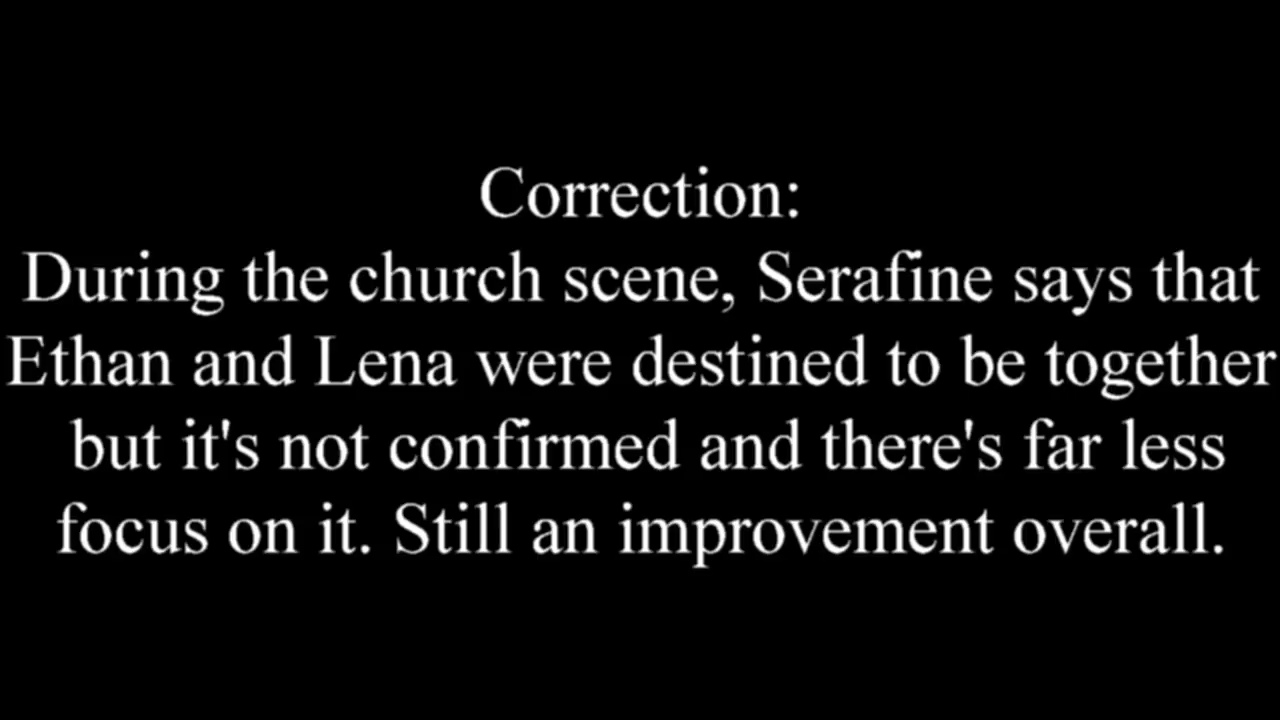 Correction:
During the church scene, Serafine says that
Ethan and Lena were destined to be together
but it's not confirmed and there's far less
focus on it. Still an improvement overall.